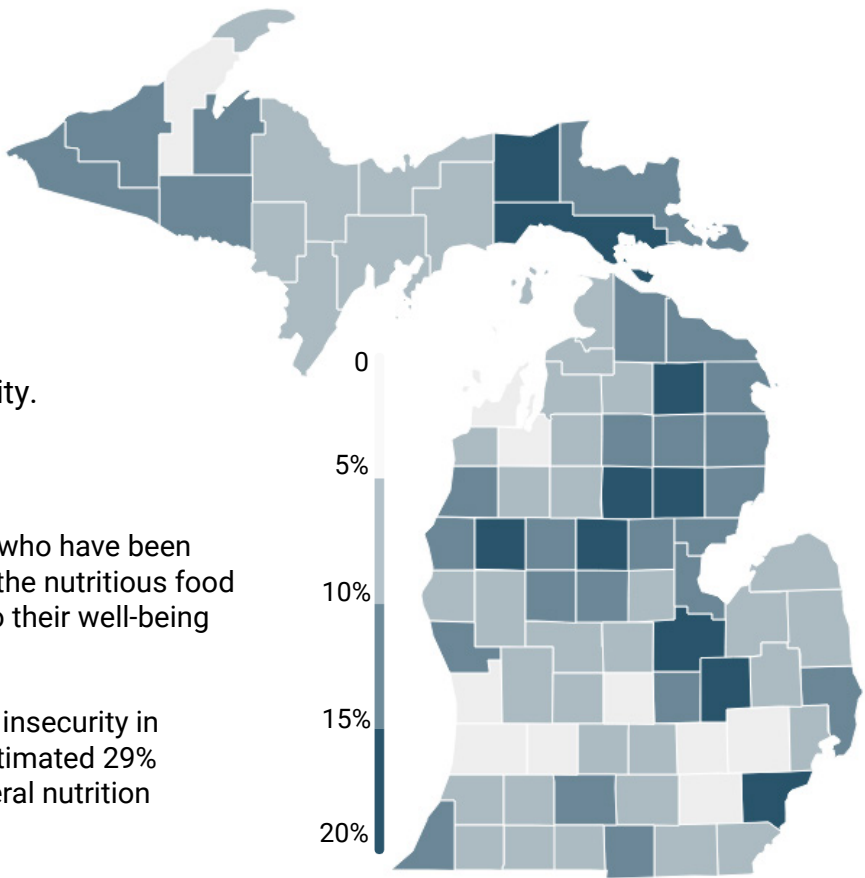 0
ity.
5%
who have been
10%
the nutritious food
o their well-being
15%
insecurity in
timated 29%
eral nutrition
20%